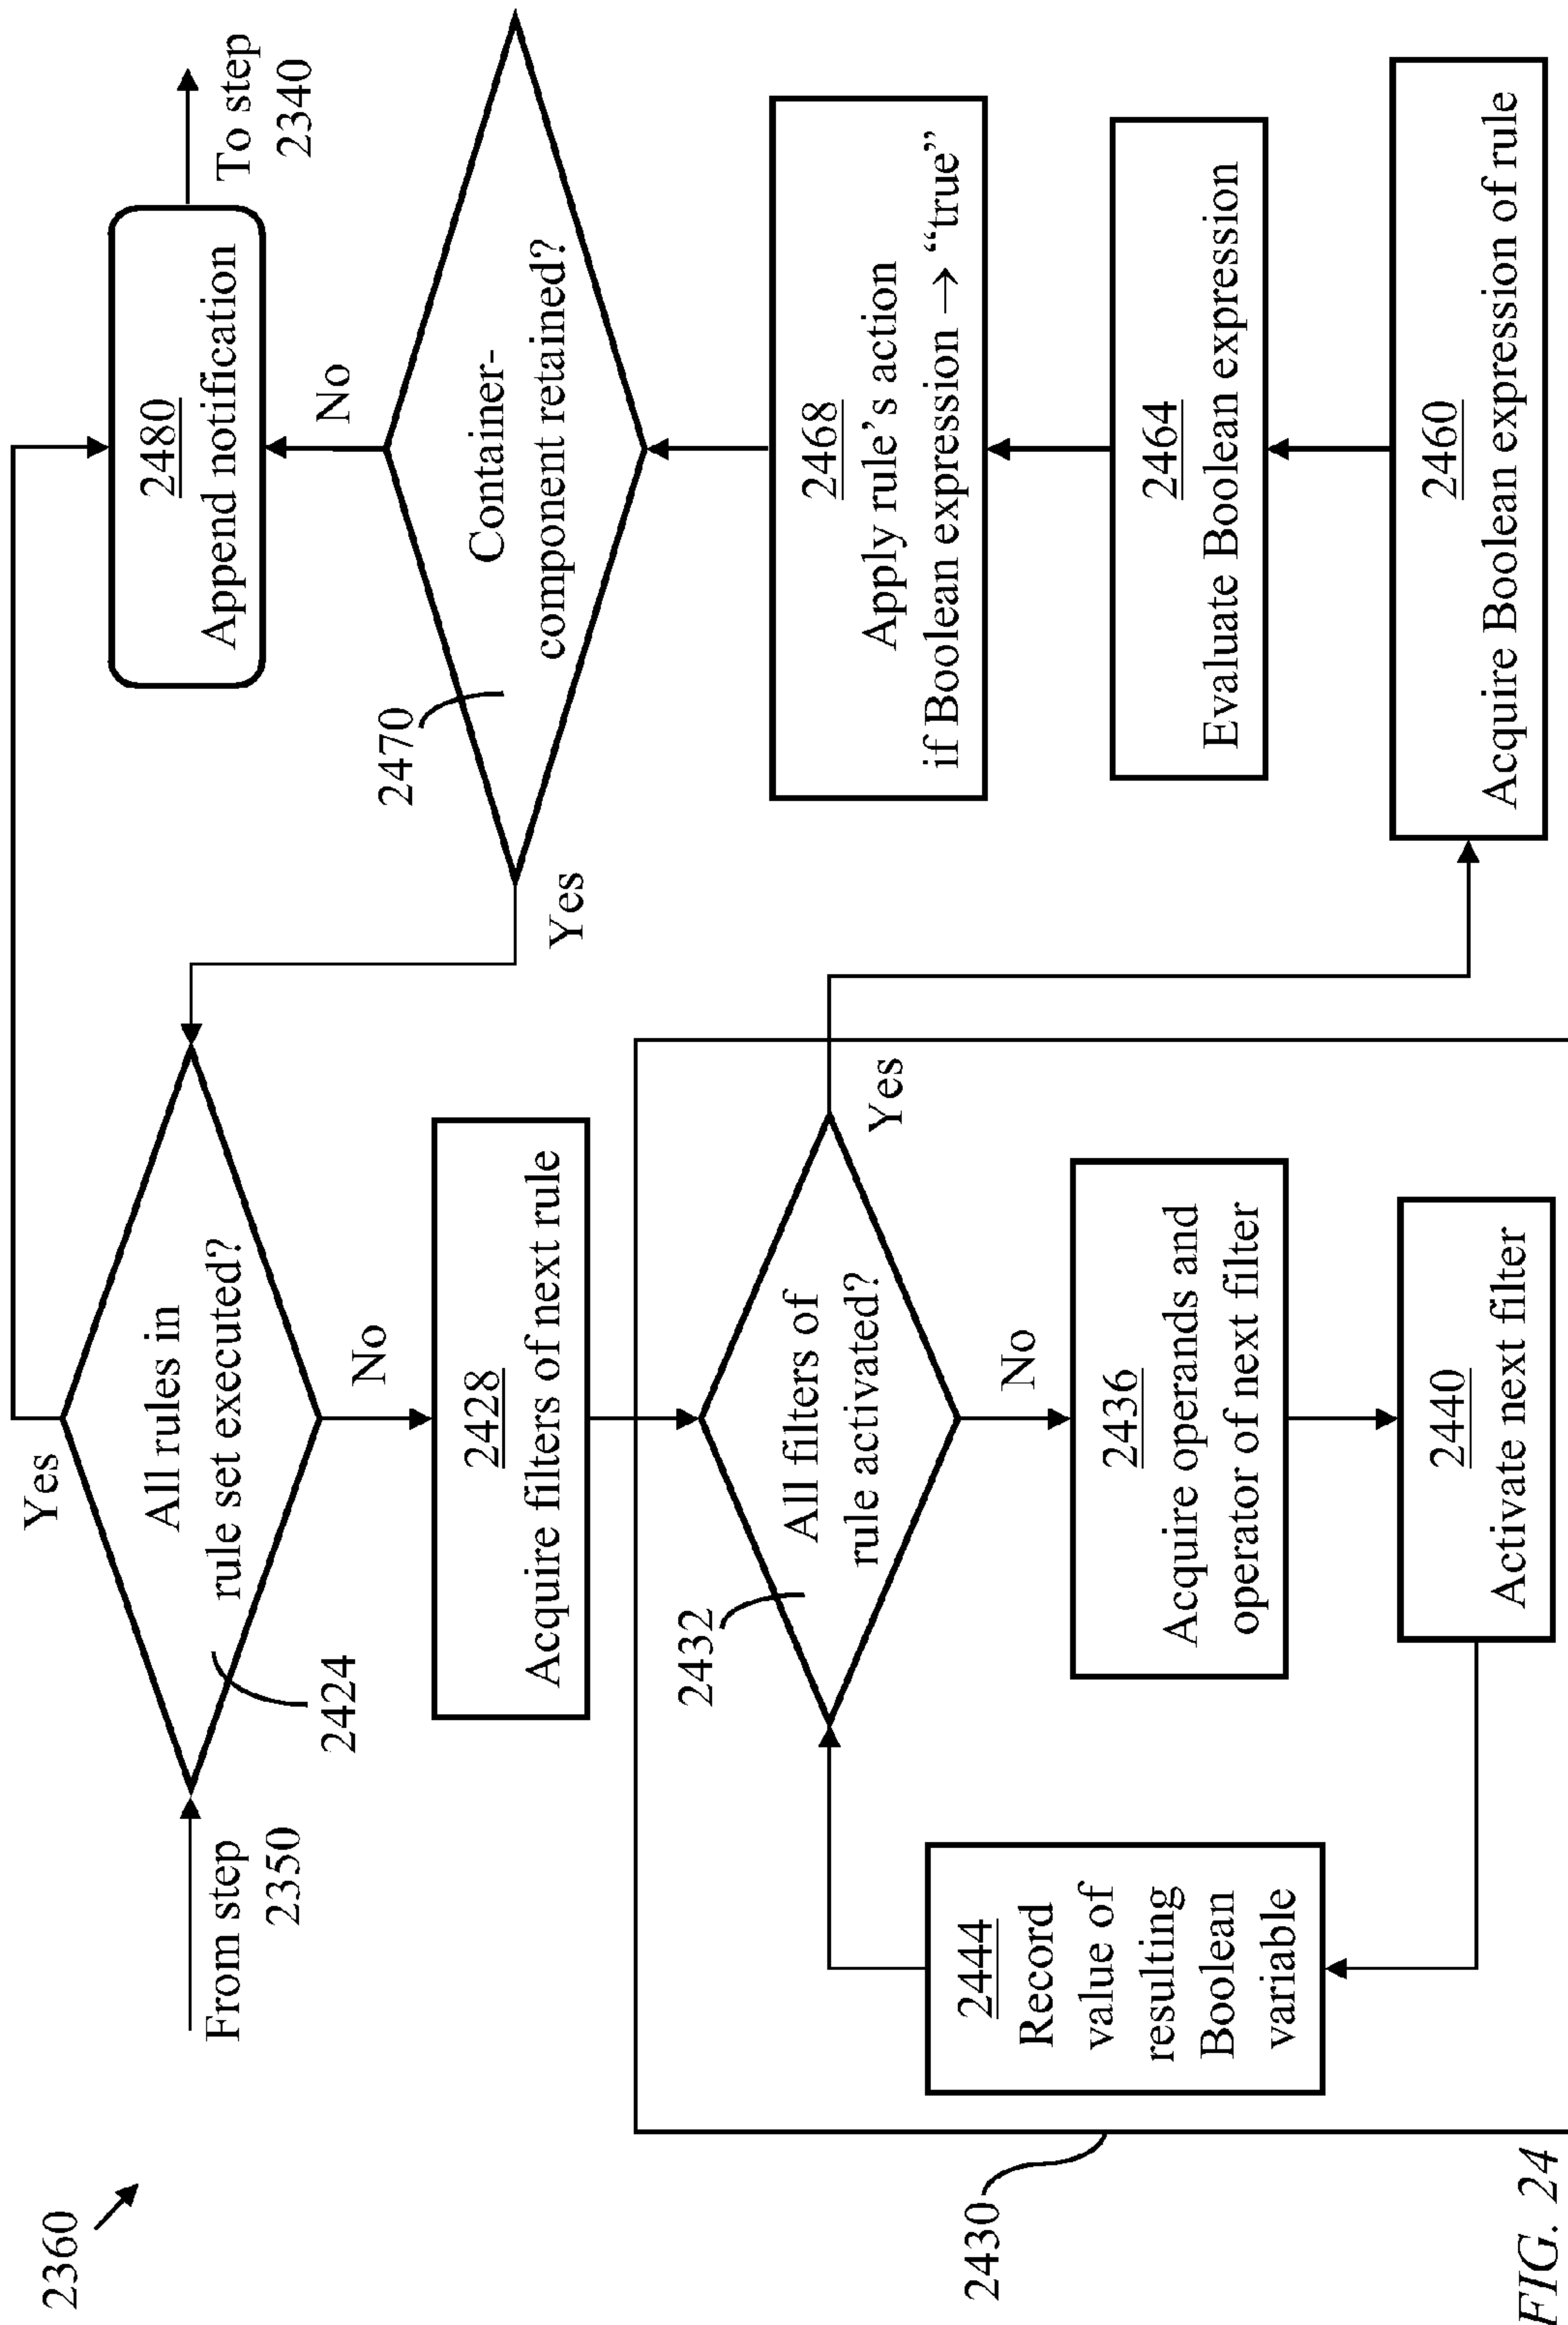 2360
From step
2350
2424
All rules in
rule set executed?
Yes
No
2428
Acquire filters of next rule
2430
2432
All filters of
rule activated?
Yes
No
2436
Acquire operands and
operator of next filter
2440
Activate next filter
2444
Record
value of
resulting
Boolean
variable
2460
Acquire Boolean expression of rule
2464
Evaluate Boolean expression
2468
Apply rule's action
if Boolean expression → “true”
2470
Container-
component retained?
Yes
No
2480
Append notification
To step
2340
FIG. 24